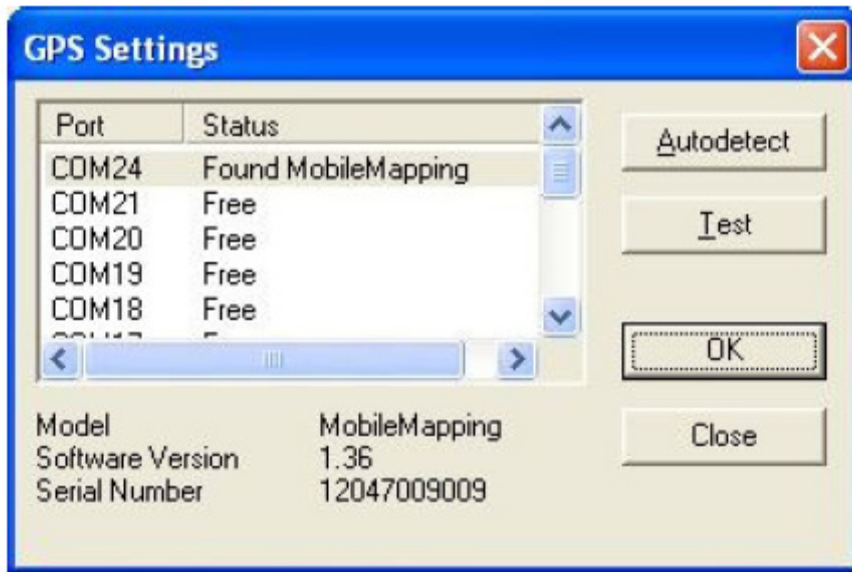 GPS Settings
Port Status
COM24 Found MobileMapping
COM21 Free
COM20 Free
COM19 Free
COM18 Free
Autodetect
Test
OK
Close
Model MobileMapping
Software Version 1.36
Serial Number 12047009009